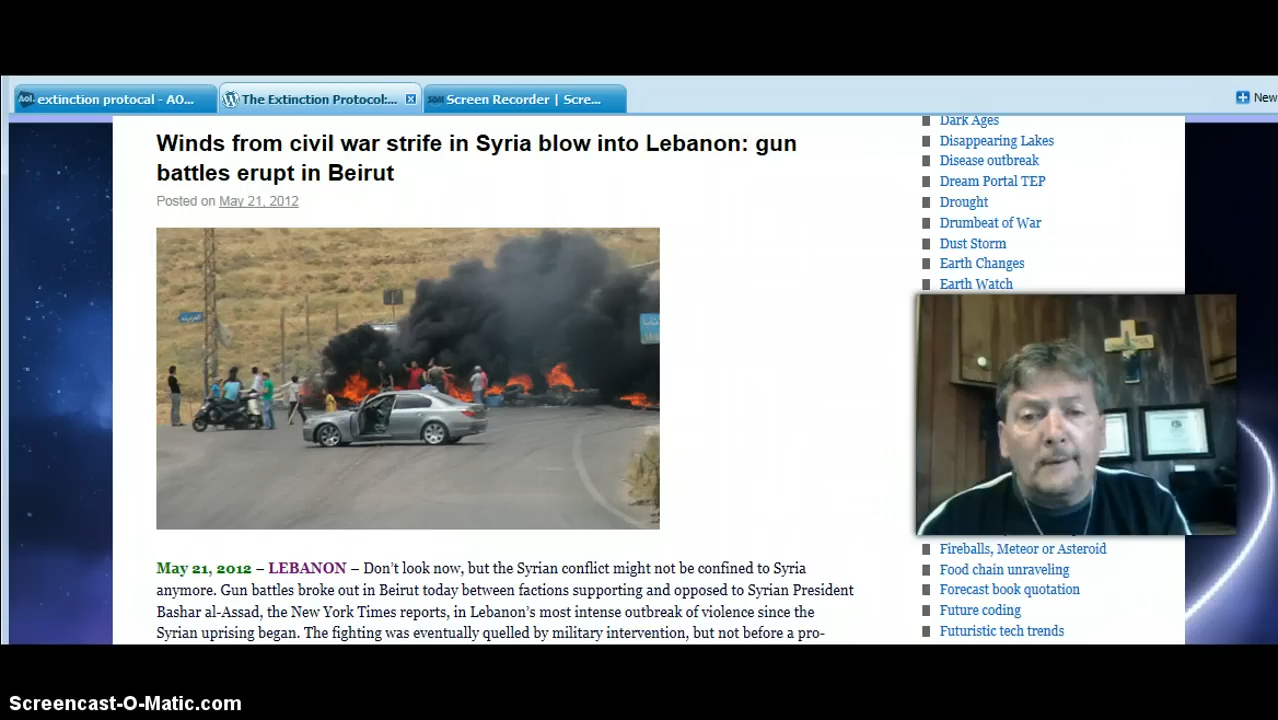 extinction protocal - AO...
The Extinction Protocol:...
Screen Recorder | Scre...
New
Winds from civil war strife in Syria blow into Lebanon: gun
battles erupt in Beirut
Posted on May 21, 2012
May 21, 2012 – LEBANON – Don't look now, but the Syrian conflict might not be confined to Syria
anymore. Gun battles broke out in Beirut today between factions supporting and opposed to Syrian President
Bashar al-Assad, the New York Times reports, in Lebanon's most intense outbreak of violence since the
Syrian uprising began. The fighting was eventually quelled by military intervention, but not before a pro-
Dark Ages
Disappearing Lakes
Disease outbreak
Dream Portal TEP
Drought
Drumbeat of War
Dust Storm
Earth Changes
Earth Watch
Fireballs, Meteor or Asteroid
Food chain unraveling
Forecast book quotation
Future coding
Futuristic tech trends
Screencast-O-Matic.com